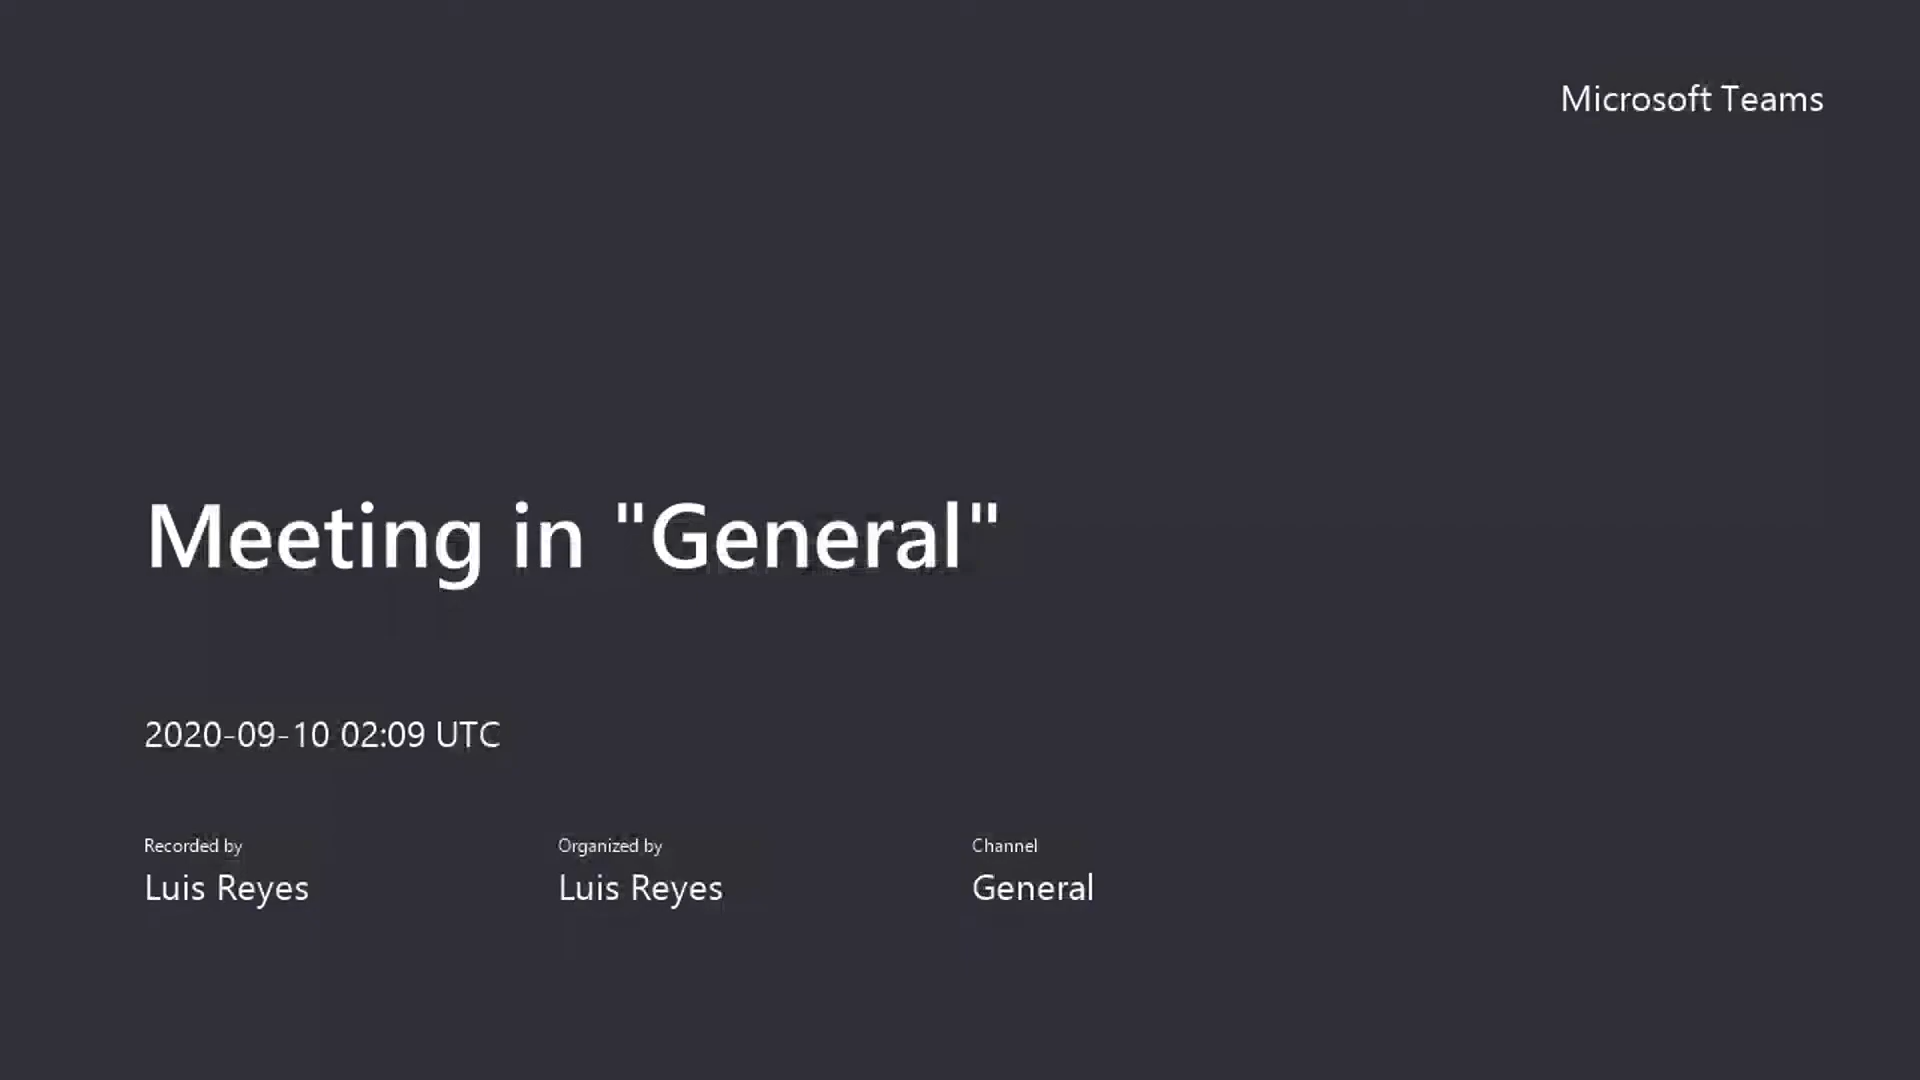 Microsoft Teams
Meeting in "General"
2020-09-10 02:09 UTC
Recorded by
Luis Reyes
Organized by
Luis Reyes
Channel
General